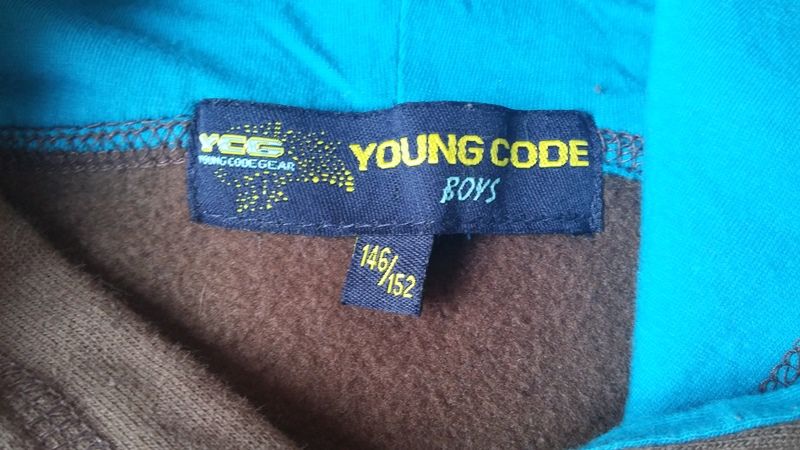 YCG
YOUNG CODE GEAR
YOUNG CODE
BOYS
146/152